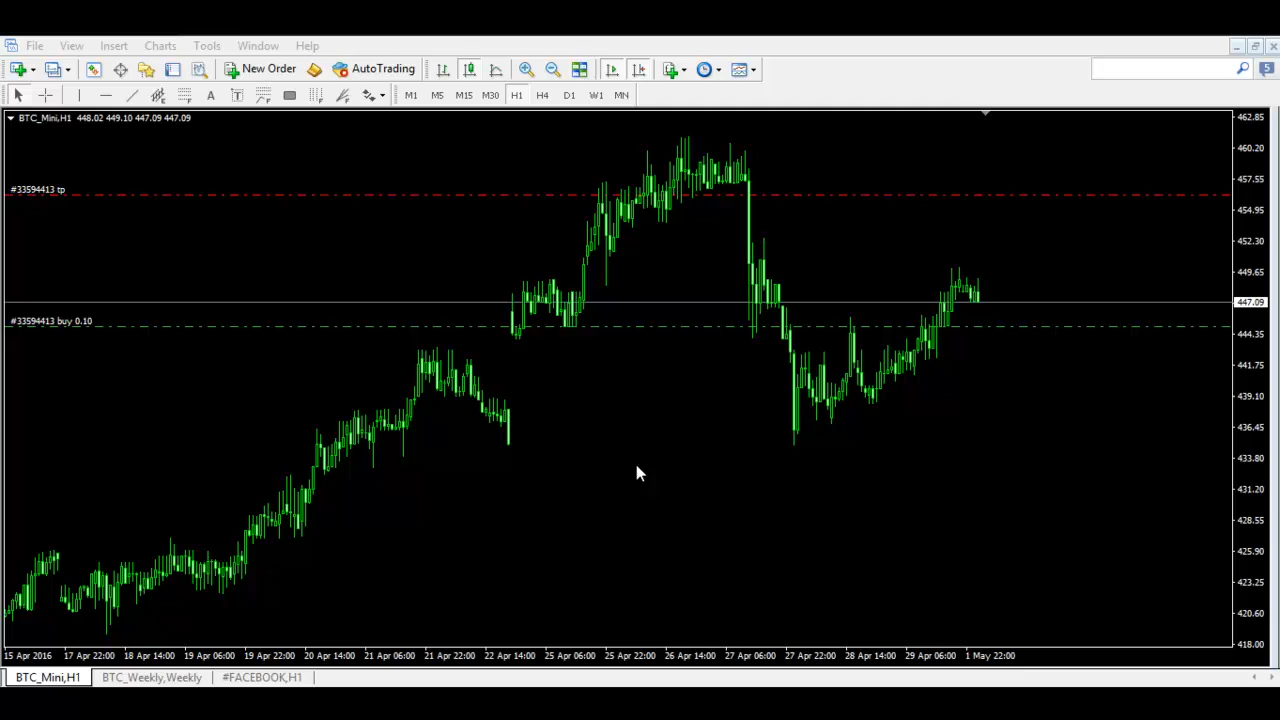 File View Insert Charts Tools Window Help
New Order AutoTrading 5
A T M1 M5 M15 M30 H1 H4 D1 W1 MN
BTC_Mini,H1 448.02 449.10 447.09 447.09
462.85
460.20
457.55
#33594413 tp
454.95
452.30
449.65
447.09
#33594413 buy 0.10
444.35
441.75
439.10
436.45
433.80
431.20
428.55
425.90
423.25
420.60
418.00
15 Apr 2016 17 Apr 22:00 18 Apr 14:00 19 Apr 06:00 19 Apr 22:00 20 Apr 14:00 21 Apr 06:00 21 Apr 22:00 22 Apr 14:00 25 Apr 06:00 25 Apr 22:00 26 Apr 14:00 27 Apr 06:00 27 Apr 22:00 28 Apr 14:00 29 Apr 06:00 1 May 22:00
BTC_Mini,H1 BTC_Weekly,Weekly #FACEBOOK,H1